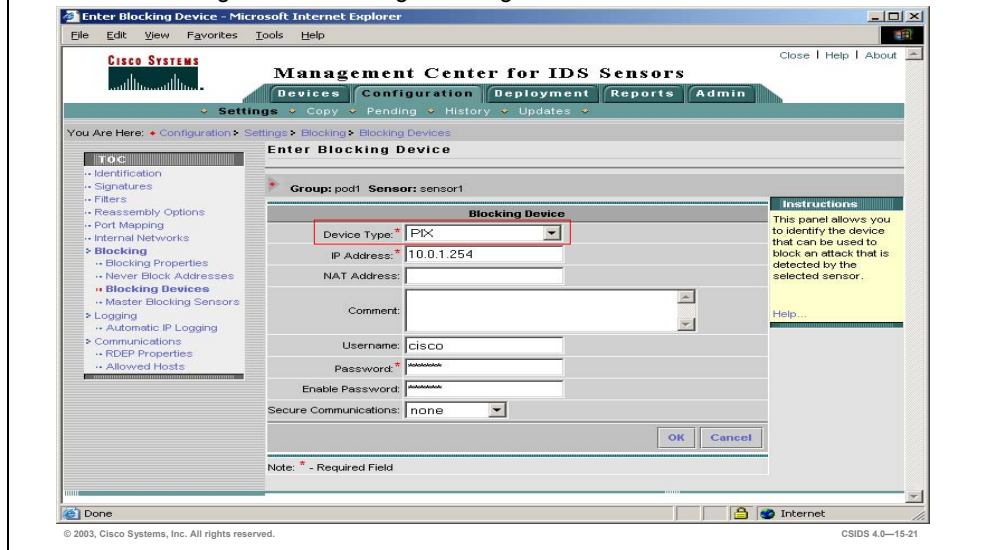 Enter Blocking Device - Microsoft Internet Explorer
File Edit View Favorites Tools Help
CISCO SYSTEMS
Close | Help | About
Management Center for IDS Sensors
Devices Configuration Deployment Reports Admin
Settings Copy Pending History Updates
You Are Here: Configuration Settings Blocking Blocking Devices
TOC
Identification
Signatures
Filters
Reassembly Options
Port Mapping
Internal Networks
Blocking
Blocking Properties
Never Block Addresses
Blocking Devices
Master Blocking Sensors
Logging
Automatic IP Logging
Communications
RDEP Properties
Allowed Hosts
Enter Blocking Device
Group: pod1 Sensor: sensor1
Blocking Device
Device Type:* PIX
IP Address:* 10.0.1.254
NAT Address:
Comment:
Username: cisco
Password:* ********
Enable Password: ********
Secure Communications: none
OK Cancel
Note: * - Required Field
Instructions
This panel allows you
to identify the device
that can be used to
block an attack that is
detected by the
selected sensor.
Help...
Done Internet
© 2003, Cisco Systems, Inc. All rights reserved. CSIDS 4.0—15-21